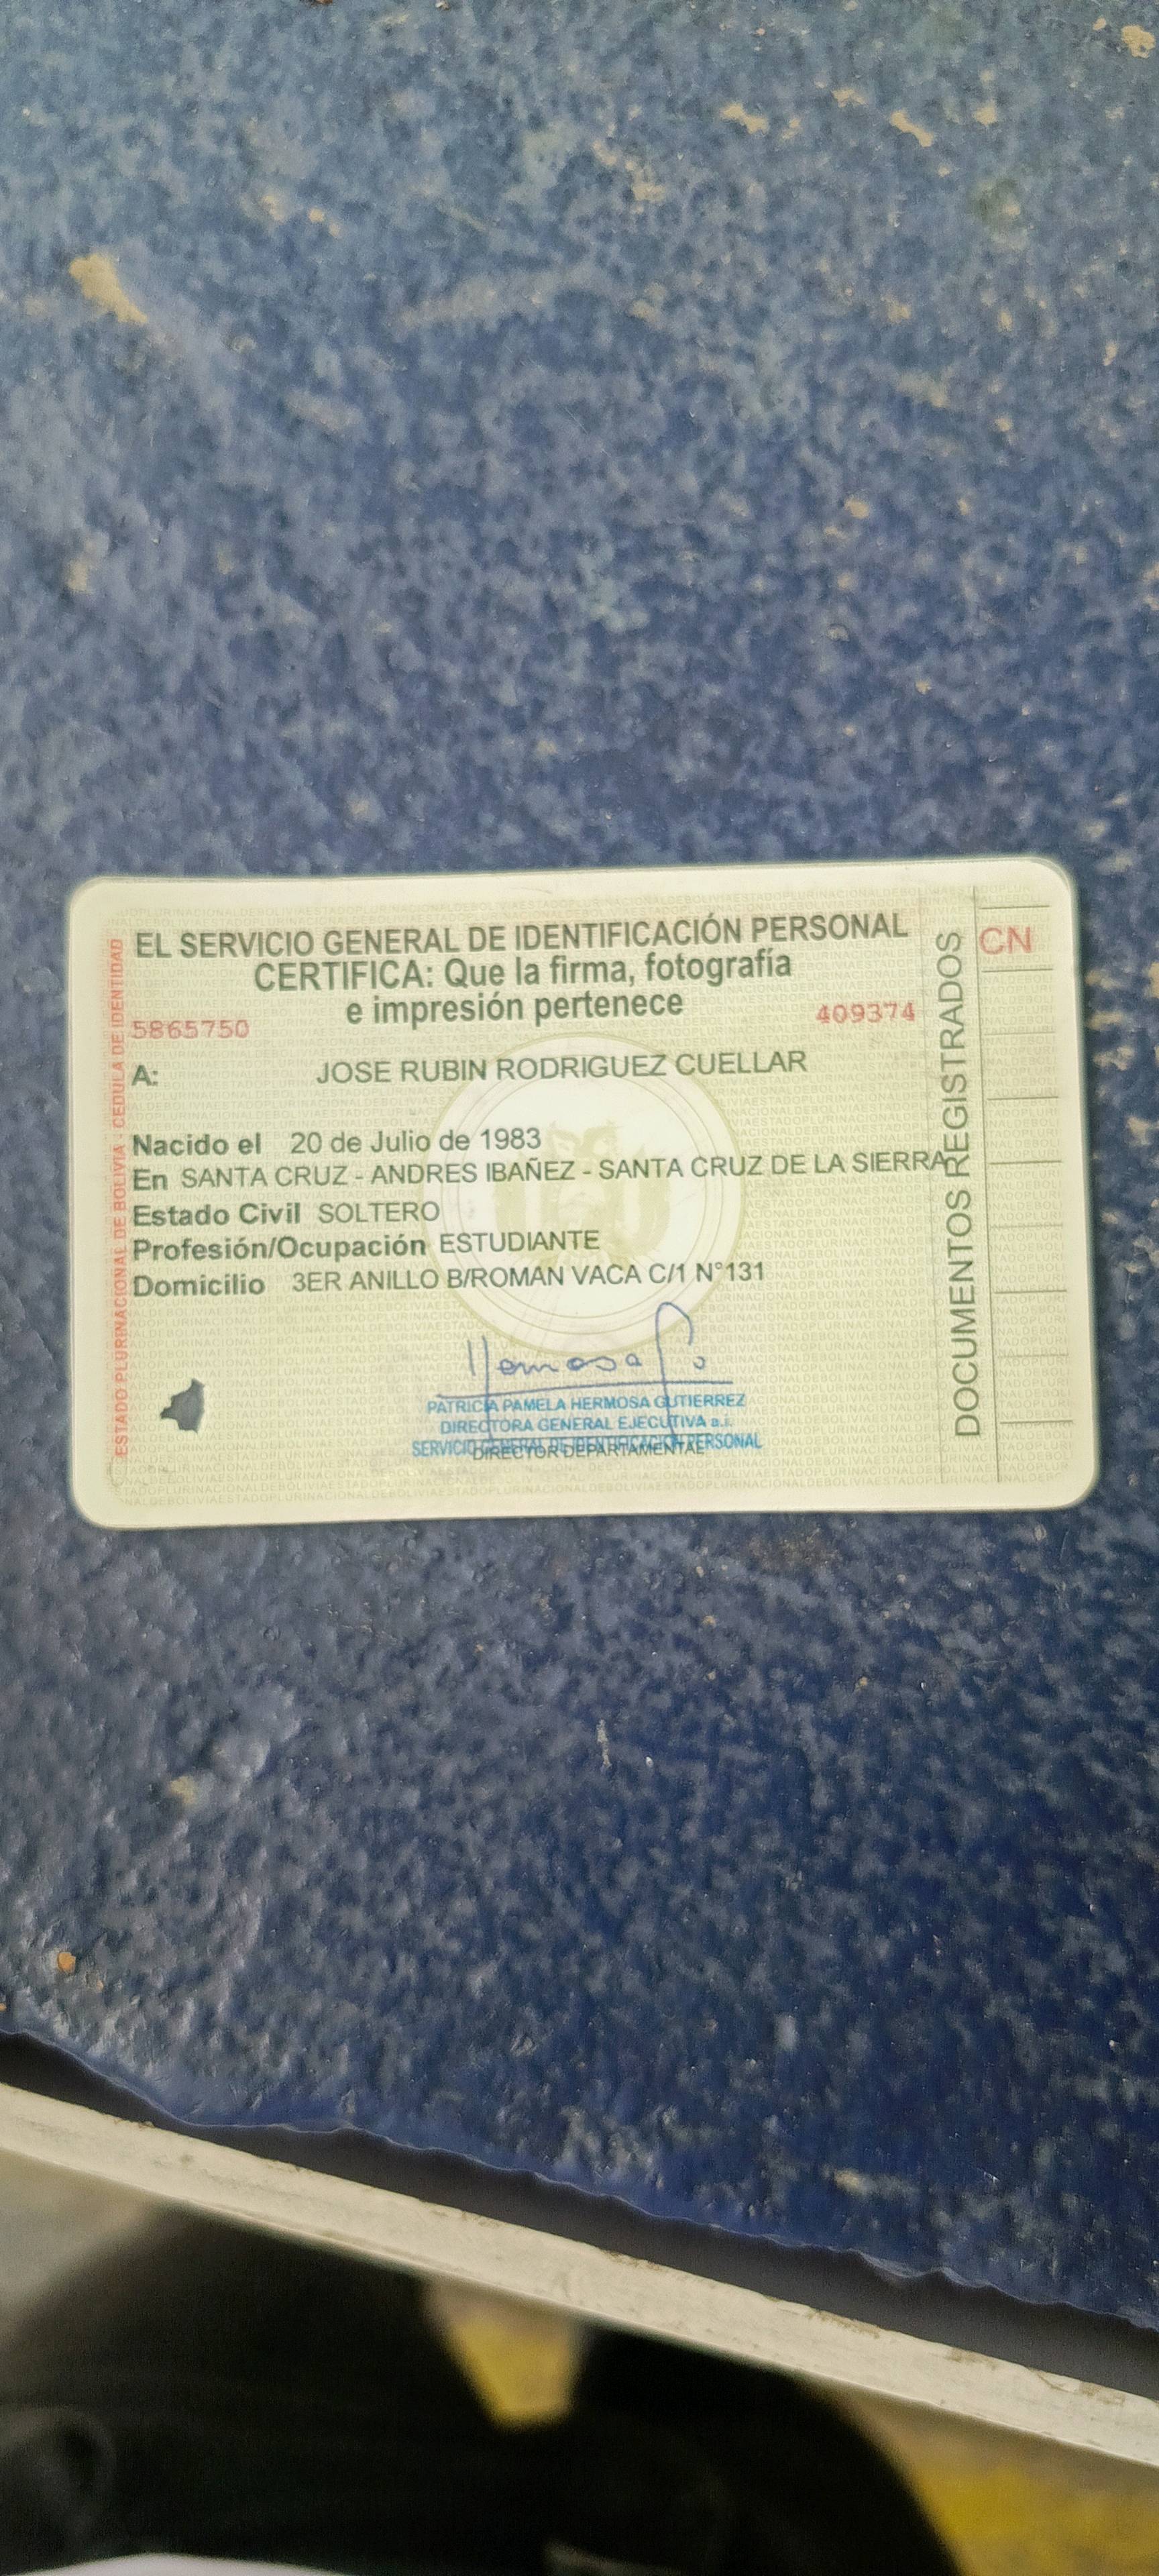 EL SERVICIO GENERAL DE IDENTIFICACIÓN PERSONAL
CERTIFICA: Que la firma, fotografía
e impresión pertenece
5865750
409374
A: JOSE RUBIN RODRIGUEZ CUELLAR
Nacido el 20 de Julio de 1983
En SANTA CRUZ - ANDRES IBAÑEZ - SANTA CRUZ DE LA SIERRA
Estado Civil SOLTERO
Profesión/Ocupación ESTUDIANTE
Domicilio 3ER ANILLO B/ROMAN VACA C/1 N°131
PATRICIA PAMELA HERMOSA GUTIERREZ
DIRECTORA GENERAL EJECUTIVA a.i.
SERVICIO GENERAL DE IDENTIFICACIÓN PERSONAL
DIRECTOR DEPARTAMENTAL
ESTADO PLURINACIONAL DE BOLIVIA - CEDULA DE IDENTIDAD
DOCUMENTOS REGISTRADOS
CN